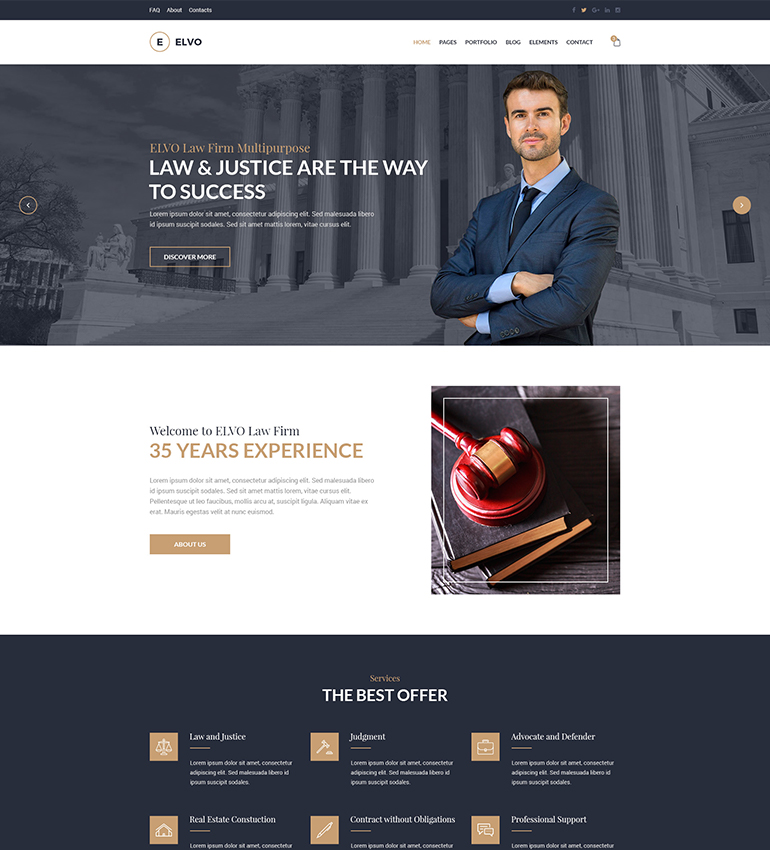 FAQ About Contacts
E ELVO
HOME PAGES PORTFOLIO BLOG ELEMENTS CONTACT
ELVO Law Firm Multipurpose
LAW & JUSTICE ARE THE WAY
TO SUCCESS
Lorem ipsum dolor sit amet, consectetur adipiscing elit. Sed malesuada libero
id ipsum suscipit sodales. Sed sit amet mattis lorem, vitae cursus elit.
DISCOVER MORE
Welcome to ELVO Law Firm
35 YEARS EXPERIENCE
Lorem ipsum dolor sit amet, consectetur adipiscing elit. Sed malesuada libero
id ipsum suscipit sodales. Sed sit amet mattis lorem, vitae cursus elit.
Pellentesque ut leo faucibus, mollis arcu at, suscipit ligula. Aliquam vitae ex
erat. Mauris egestas velit at nunc euismod.
ABOUT US
Services
THE BEST OFFER
Law and Justice
Lorem ipsum dolor sit amet, consectetur
adipiscing elit. Sed malesuada libero id
ipsum suscipit sodales.
Judgment
Lorem ipsum dolor sit amet, consectetur
adipiscing elit. Sed malesuada libero id
ipsum suscipit sodales.
Advocate and Defender
Lorem ipsum dolor sit amet, consectetur
adipiscing elit. Sed malesuada libero id
ipsum suscipit sodales.
Real Estate Constuction
Lorem ipsum dolor sit amet, consectetur
Contract without Obligations
Lorem ipsum dolor sit amet, consectetur
Professional Support
Lorem ipsum dolor sit amet, consectetur